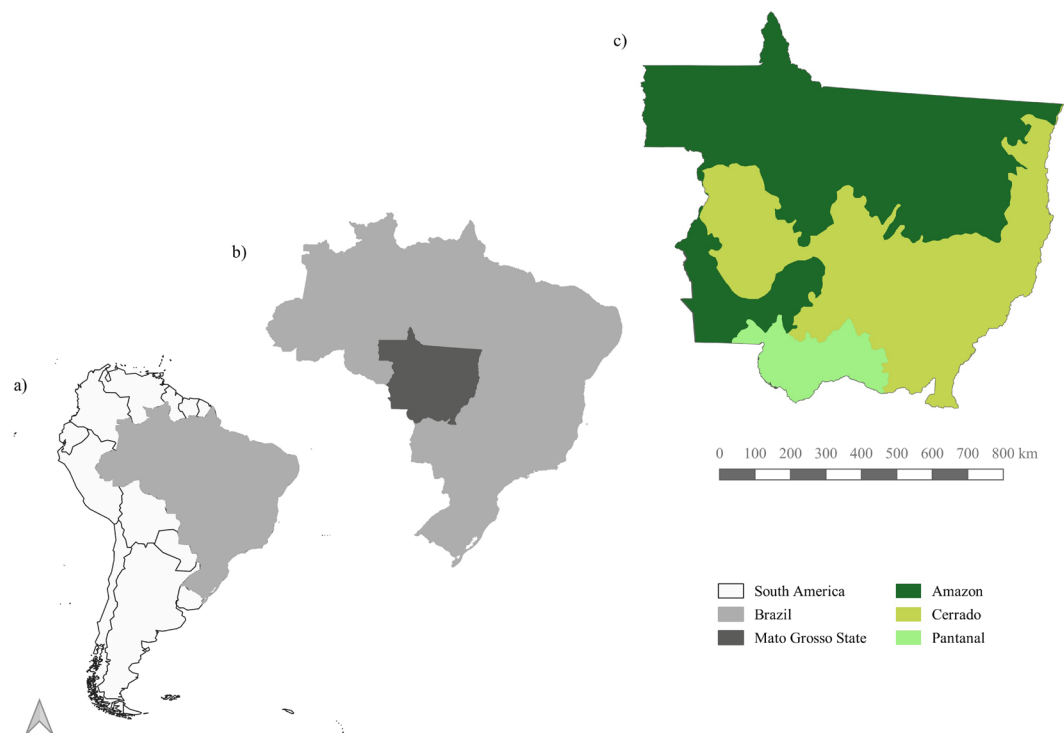 c)
b)
a)
0 100 200 300 400 500 600 700 800 km
South America
Brazil
Mato Grosso State
Amazon
Cerrado
Pantanal